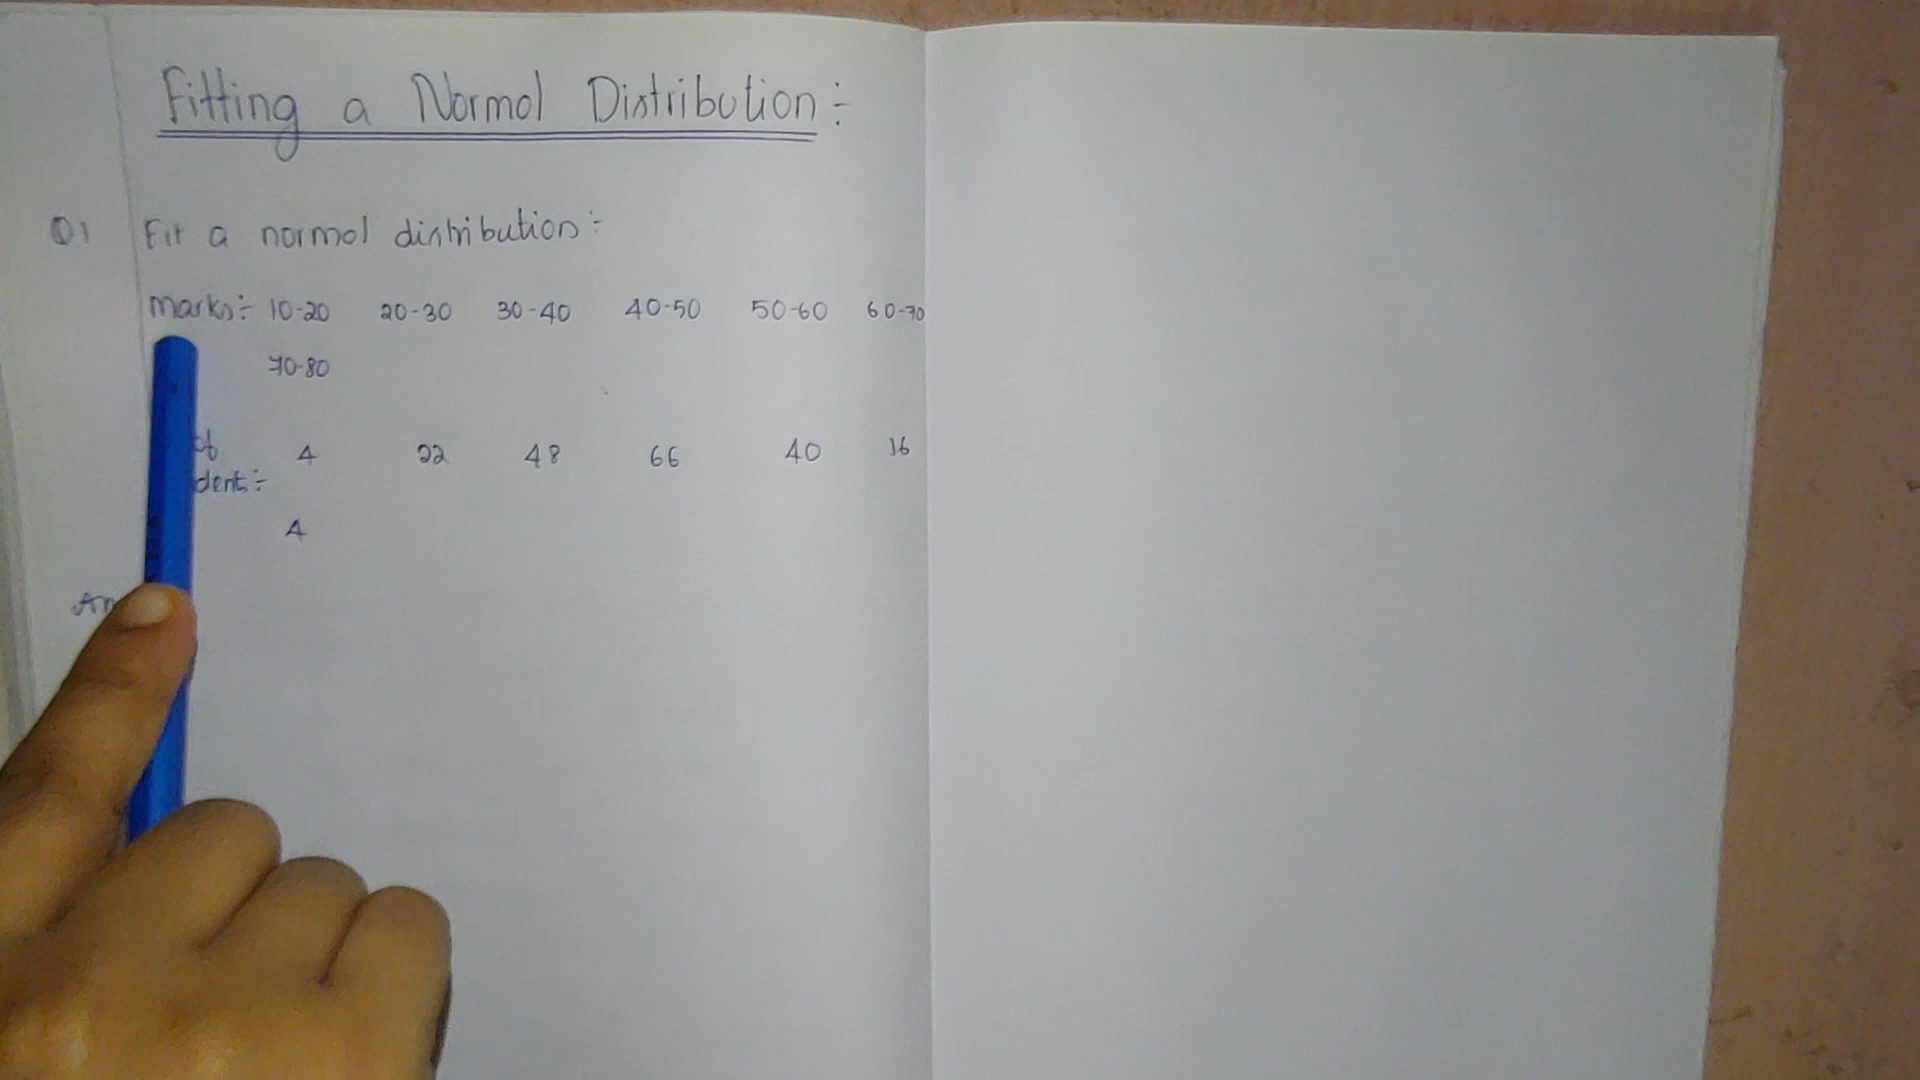 Fitting a Normal Distribution:-
Q1 Fit a normal distribution:-
Marks:- 10-20 20-30 30-40 40-50 50-60 60-70
70-80
of 4 22 48 66 40 16
dent:-
4